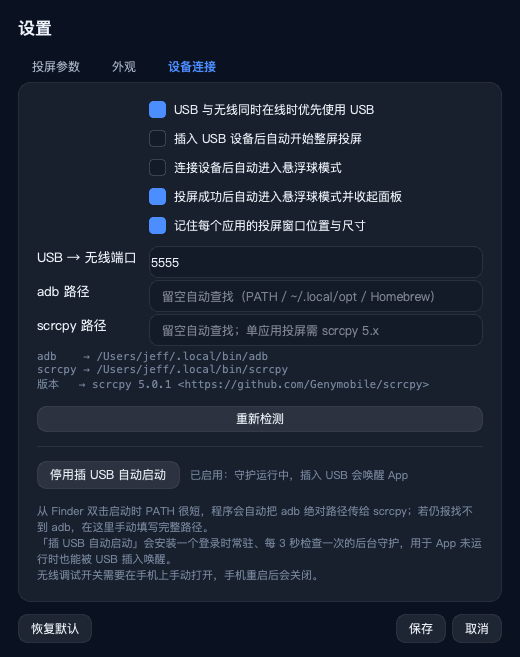 设置
投屏参数 外观 设备连接
USB 与无线同时在线时优先使用 USB
插入 USB 设备后自动开始整屏投屏
连接设备后自动进入悬浮球模式
投屏成功后自动进入悬浮球模式并收起面板
记住每个应用的投屏窗口位置与尺寸
USB → 无线端口 5555
adb 路径 留空自动查找（PATH / ~/.local/opt / Homebrew）
scrcpy 路径 留空自动查找；单应用投屏需 scrcpy 5.x
adb → /Users/jeff/.local/bin/adb
scrcpy → /Users/jeff/.local/bin/scrcpy
版本 → scrcpy 5.0.1 <https://github.com/Genymobile/scrcpy>
重新检测
停用插 USB 自动启动 已启用：守护运行中，插入 USB 会唤醒 App
从 Finder 双击启动时 PATH 很短，程序会自动把 adb 绝对路径传给 scrcpy；若仍报找不
到 adb，在这里手动填写完整路径。
「插 USB 自动启动」会安装一个登录时常驻、每 3 秒检查一次的后台守护，用于 App 未运
行时也能被 USB 插入唤醒。
无线调试开关需要在手机上手动打开，手机重启后会关闭。
恢复默认 保存 取消